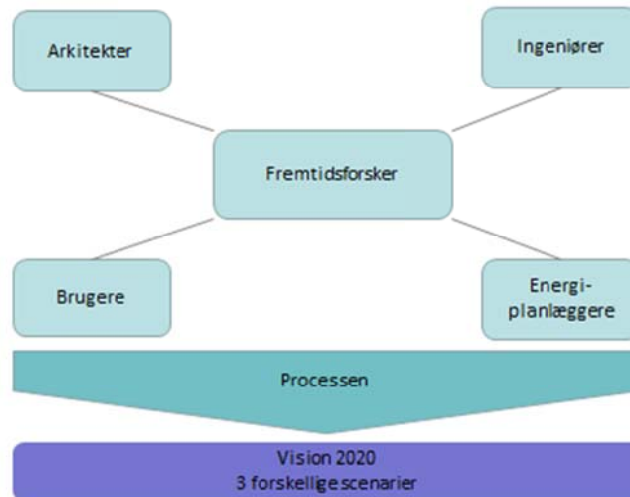 Arkitekter
Ingeniører
Fremtidsforsker
Brugere
Energi-
planlæggere
Processen
Vision 2020
3 forskellige scenarier